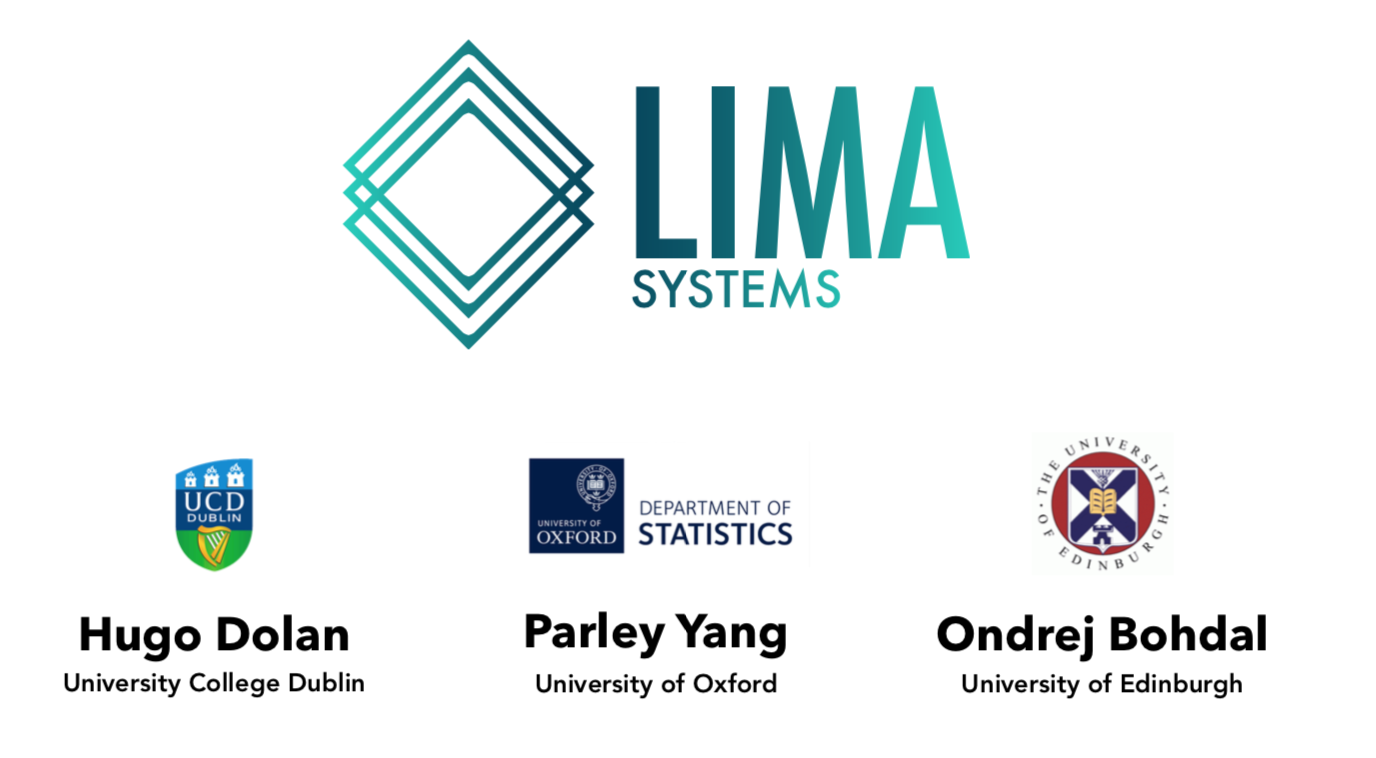 LIMA
SYSTEMS
UCD
DUBLIN
UNIVERSITY OF
OXFORD
DEPARTMENT OF
STATISTICS
THE UNIVERSITY
OF EDINBURGH
Hugo Dolan
Parley Yang
Ondrej Bohdal
University College Dublin
University of Oxford
University of Edinburgh